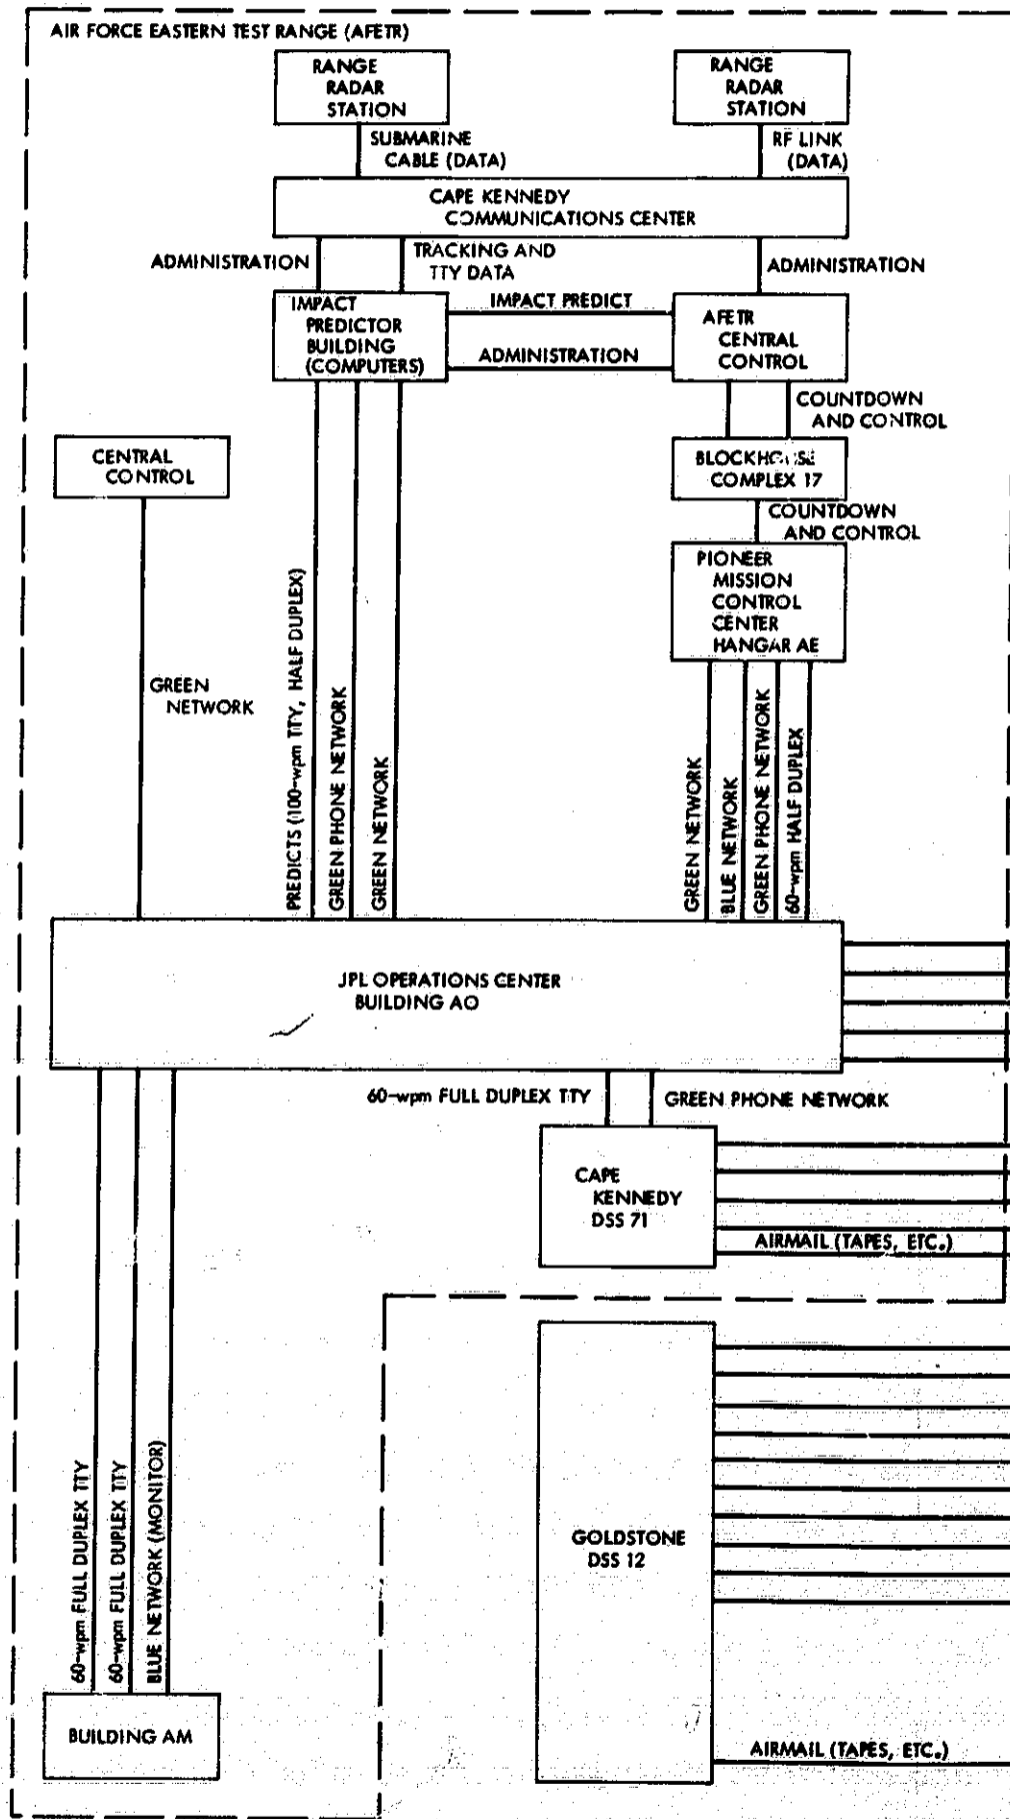 AIR FORCE EASTERN TEST RANGE (AFETR)
RANGE
RADAR
STATION
RANGE
RADAR
STATION
SUBMARINE
CABLE (DATA)
RF LINK
(DATA)
CAPE KENNEDY
COMMUNICATIONS CENTER
ADMINISTRATION
TRACKING AND
TTY DATA
ADMINISTRATION
IMPACT
PREDICTOR
BUILDING
(COMPUTERS)
IMPACT PREDICT
ADMINISTRATION
AFETR
CENTRAL
CONTROL
COUNTDOWN
AND CONTROL
CENTRAL
CONTROL
BLOCKHOUSE
COMPLEX 17
COUNTDOWN
AND CONTROL
PIONEER
MISSION
CONTROL
CENTER
HANGAR AE
GREEN
NETWORK
PREDICTS (100-wpm TTY, HALF DUPLEX)
GREEN PHONE NETWORK
GREEN NETWORK
GREEN NETWORK
BLUE NETWORK
GREEN PHONE NETWORK
60-wpm HALF DUPLEX
JPL OPERATIONS CENTER
BUILDING AO
60-wpm FULL DUPLEX TTY
GREEN PHONE NETWORK
CAPE
KENNEDY
DSS 71
AIRMAIL (TAPES, ETC.)
60-wpm FULL DUPLEX TTY
60-wpm FULL DUPLEX TTY
BLUE NETWORK (MONITOR)
GOLDSTONE
DSS 12
BUILDING AM
AIRMAIL (TAPES, ETC.)